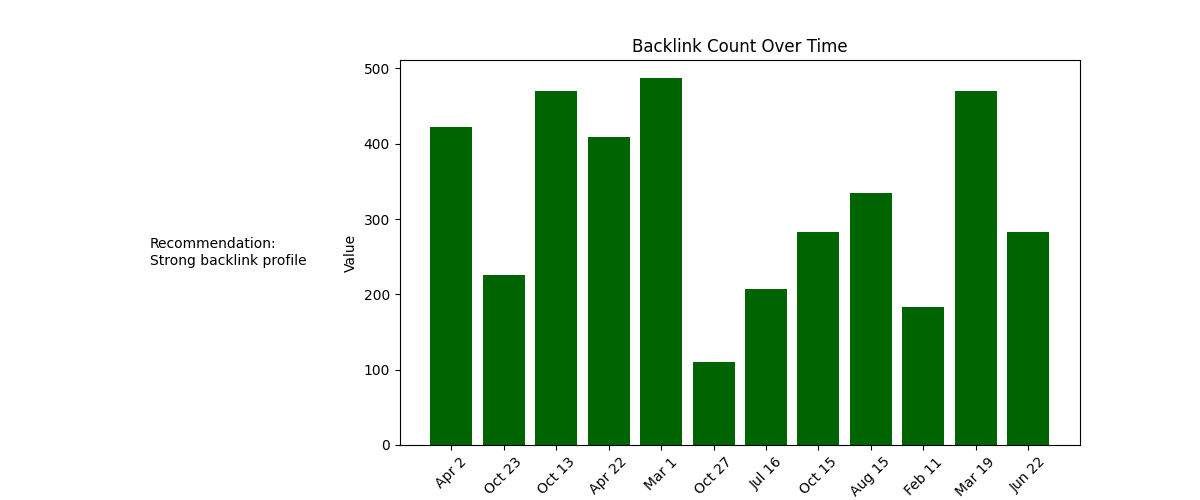 Backlink Count Over Time
Recommendation:
Strong backlink profile
Value
500
400
300
200
100
0
Apr 2
Oct 23
Oct 13
Apr 22
Mar 1
Oct 27
Jul 16
Oct 15
Aug 15
Feb 11
Mar 19
Jun 22